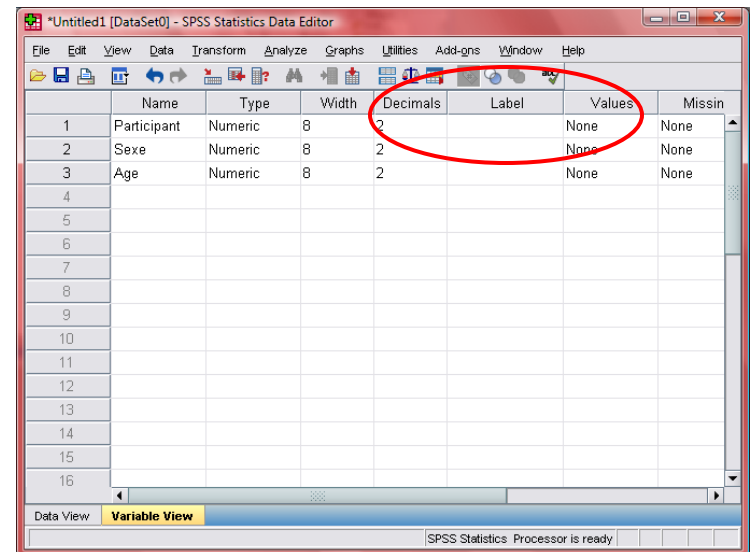 *Untitled1 [DataSet0] - SPSS Statistics Data Editor
File Edit View Data Transform Analyze Graphs Utilities Add-ons Window Help
Name Type Width Decimals Label Values Missin
1 Participant Numeric 8 2 None None
2 Sexe Numeric 8 2 None None
3 Age Numeric 8 2 None None
4
5
6
7
8
9
10
11
12
13
14
15
16
Data View Variable View
SPSS Statistics Processor is ready